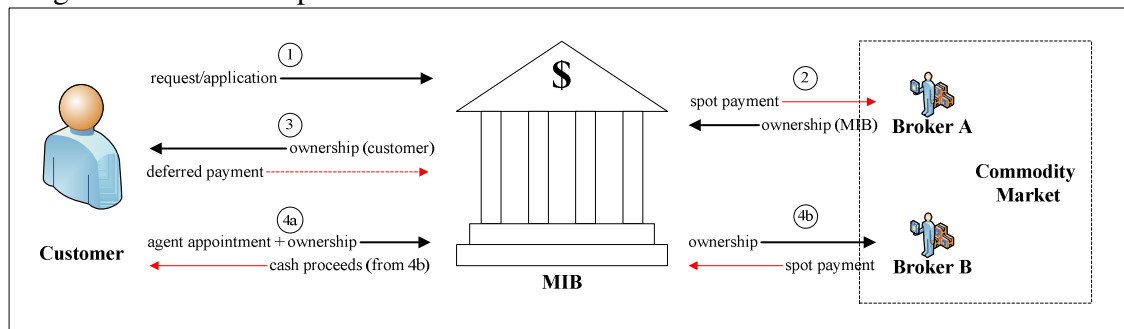 1
request/application
$
2
spot payment
ownership (MIB)
Broker A
3
ownership (customer)
deferred payment
Commodity
Market
4a
4b
Customer
agent appointment + ownership
cash proceeds (from 4b)
MIB
ownership
spot payment
Broker B